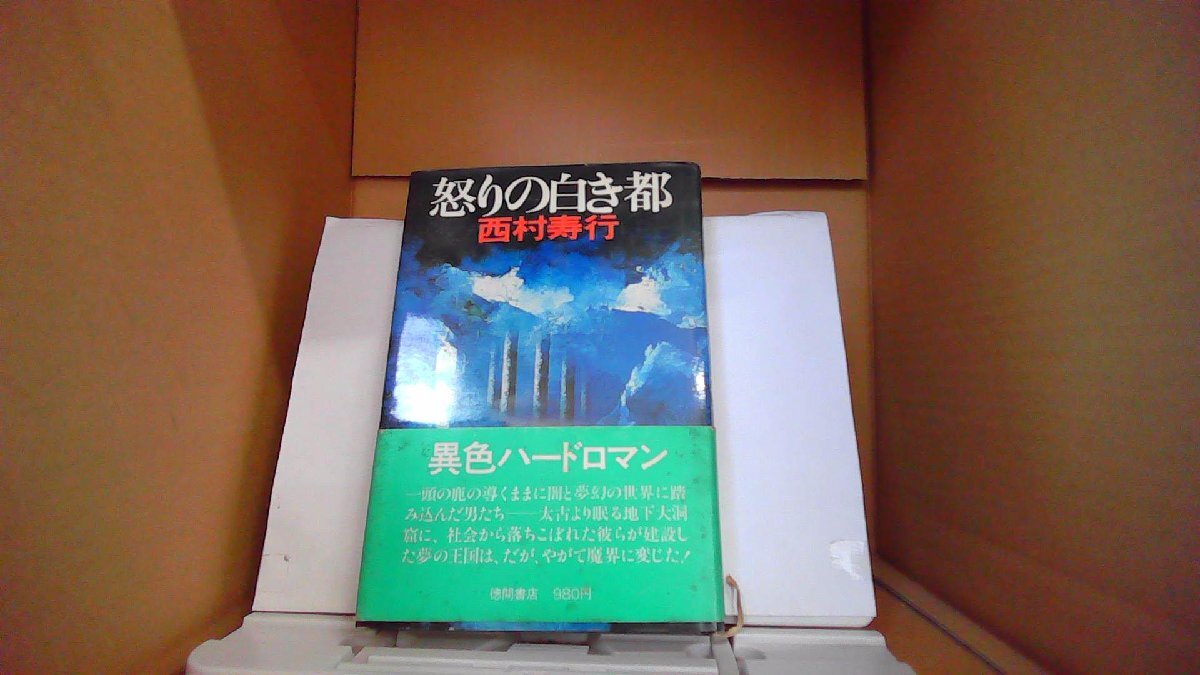 怒りの白き都
西村寿行
異色ハードロマン
一頭の鹿の導くままに闇と夢幻の世界に踏
み込んだ男たち――太古より眠る地下大洞
窟に、社会から落ちこぼれた彼らが建設し
た夢の王国は、だが、やがて魔界に変じた!
徳間書店 980円